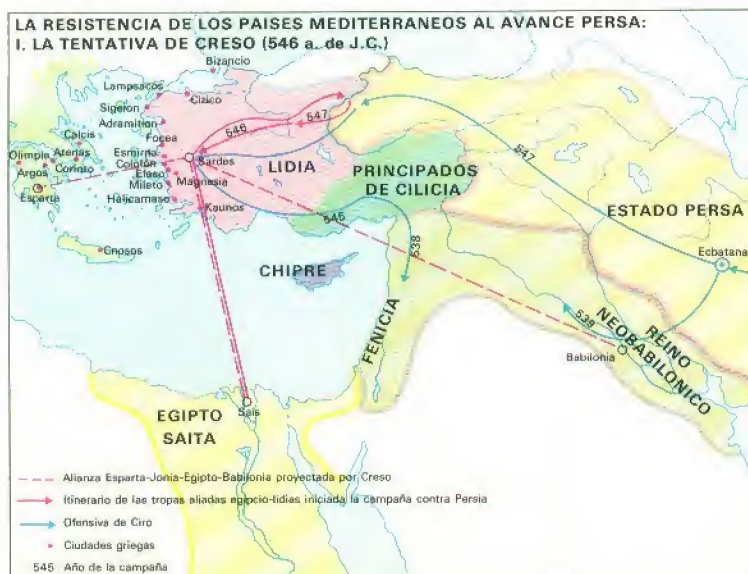 LA RESISTENCIA DE LOS PAISES MEDITERRANEOS AL AVANCE PERSA:
I. LA TENTATIVA DE CRESO (546 a. de J.C.)
Bizancio
Lampsacos
Cízico
Sigeron
Adramition
546
547
Focea
Calcis
Olimpia
Atenas
Esmirna
Sardes
LIDIA
547
Argos
Corinto
Colofón
Efeso
Magnesia
PRINCIPADOS
DE CILICIA
Esparta
Mileto
Halicarnaso
Kaunos
545
ESTADO PERSA
538
Cnosos
Ecbatana
CHIPRE
539
FENICIA
REINO
NEOBABILONICO
Babilonia
Sais
EGIPTO
SAITA
Alianza Esparta-Jonia-Egipto-Babilonia proyectada por Creso
Itinerario de las tropas aliadas egipcio-lidias iniciada la campaña contra Persia
Ofensiva de Ciro
Ciudades griegas
545 Año de la campaña